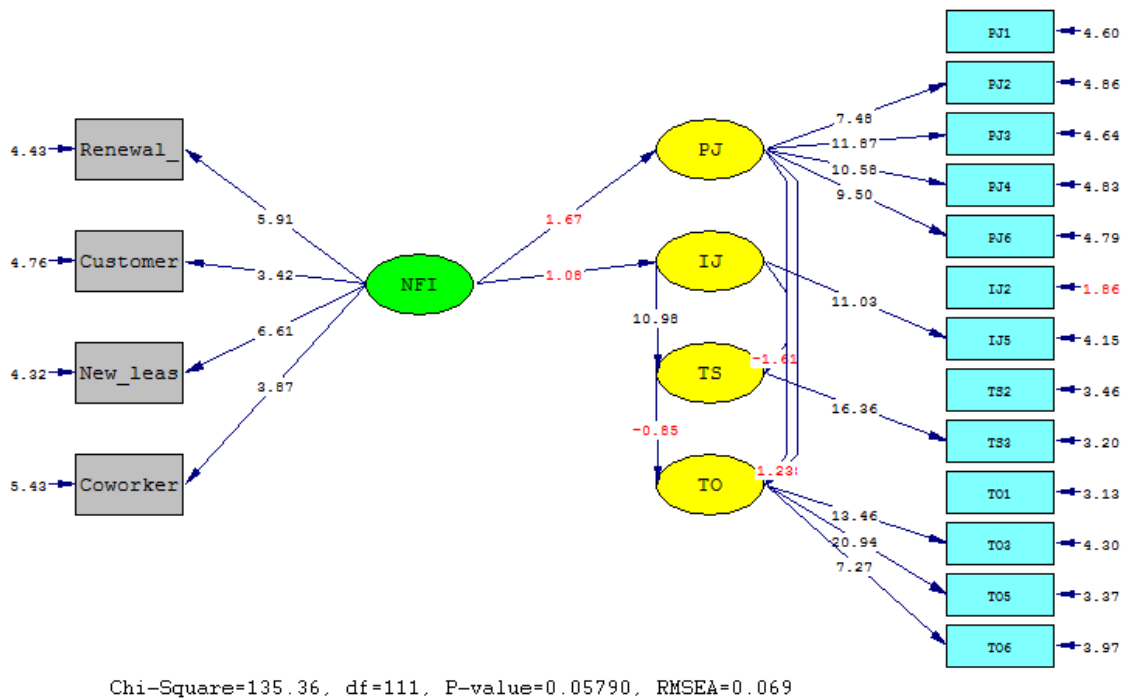 PJ1 4.60
PJ2 4.86
7.48
4.43 Renewal_ PJ PJ3 4.64
11.87
10.58 PJ4 4.83
9.50
5.91 1.67 PJ6 4.79
4.76 Customer 3.42 NFI 1.08 IJ IJ2 1.86
11.03
10.98 IJ5 4.15
6.61
4.32 New_leas TS -1.61 TS2 3.46
3.87 16.36
-0.85 TS3 3.20
1.23
5.43 Coworker TO TO1 3.13
13.46
20.94 TO3 4.30
7.27
TO5 3.37
TO6 3.97
Chi-Square=135.36, df=111, P-value=0.05790, RMSEA=0.069